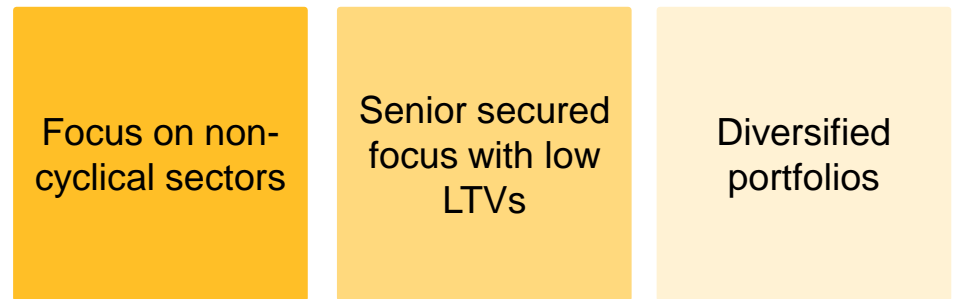 Focus on non-
cyclical sectors
Senior secured
focus with low
LTVs
Diversified
portfolios